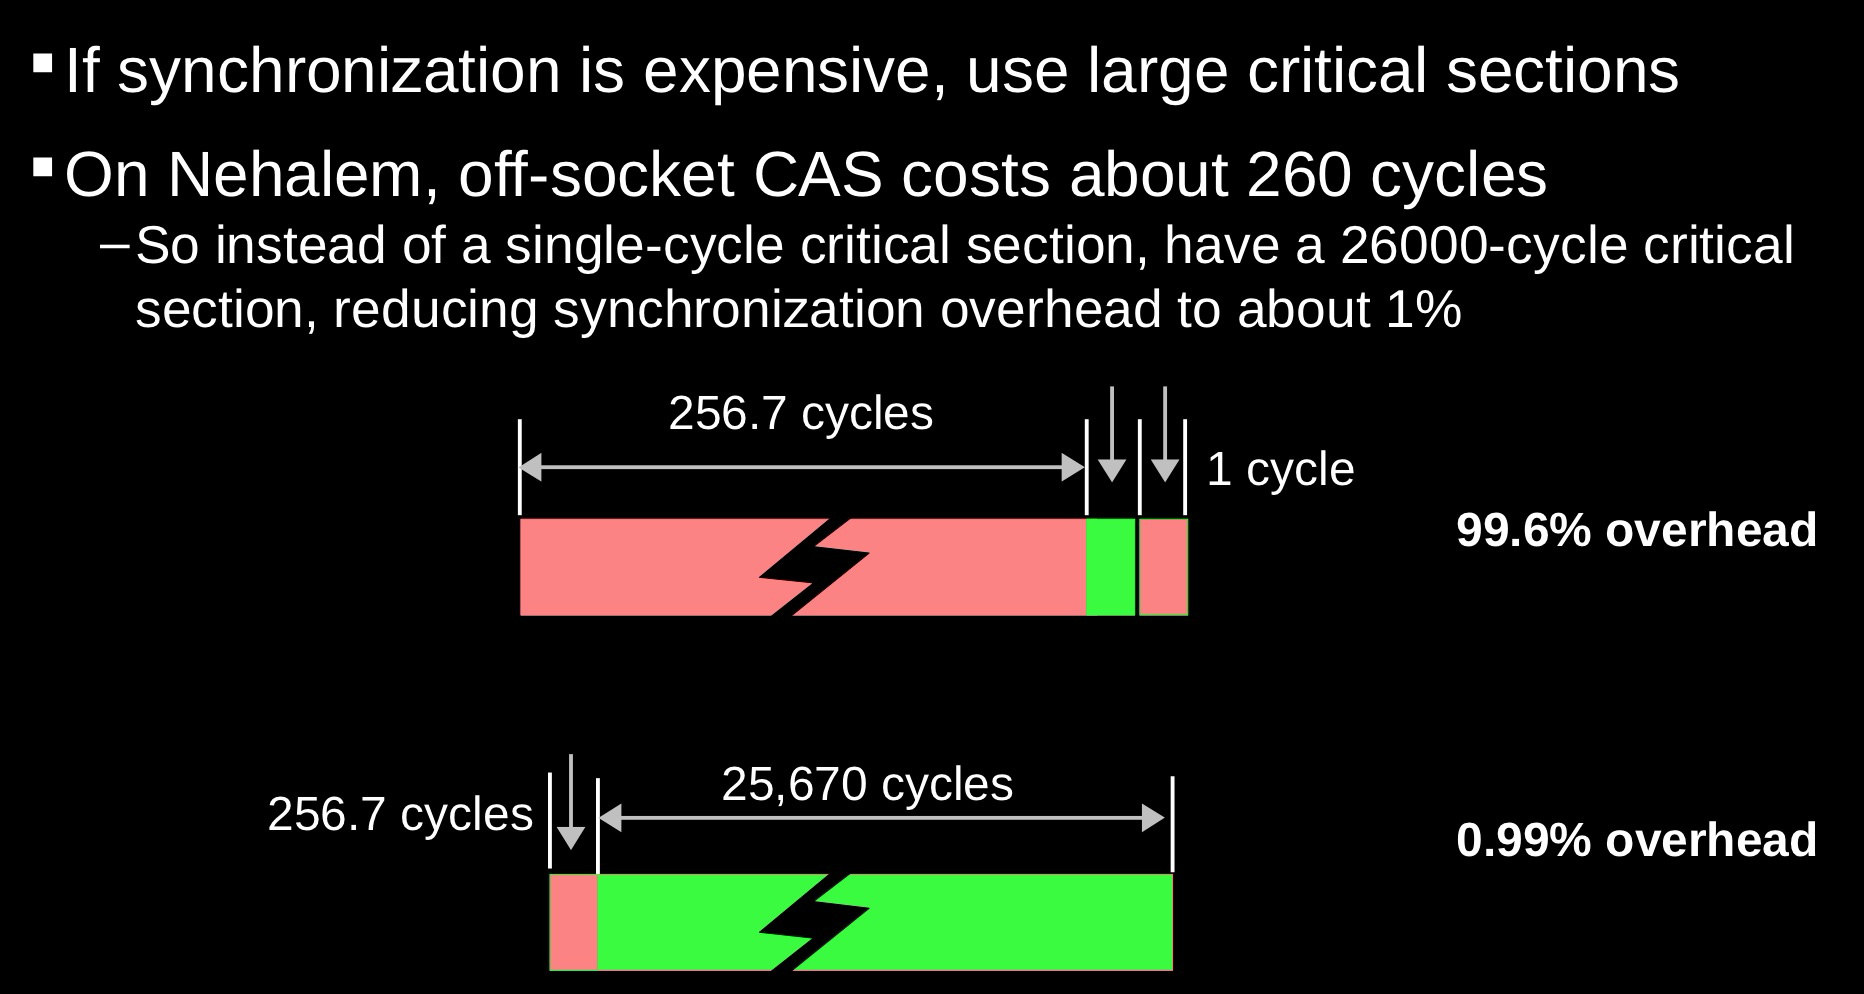 ▪If synchronization is expensive, use large critical sections
▪On Nehalem, off-socket CAS costs about 260 cycles
–So instead of a single-cycle critical section, have a 26000-cycle critical
section, reducing synchronization overhead to about 1%
256.7 cycles
1 cycle
99.6% overhead
25,670 cycles
256.7 cycles
0.99% overhead